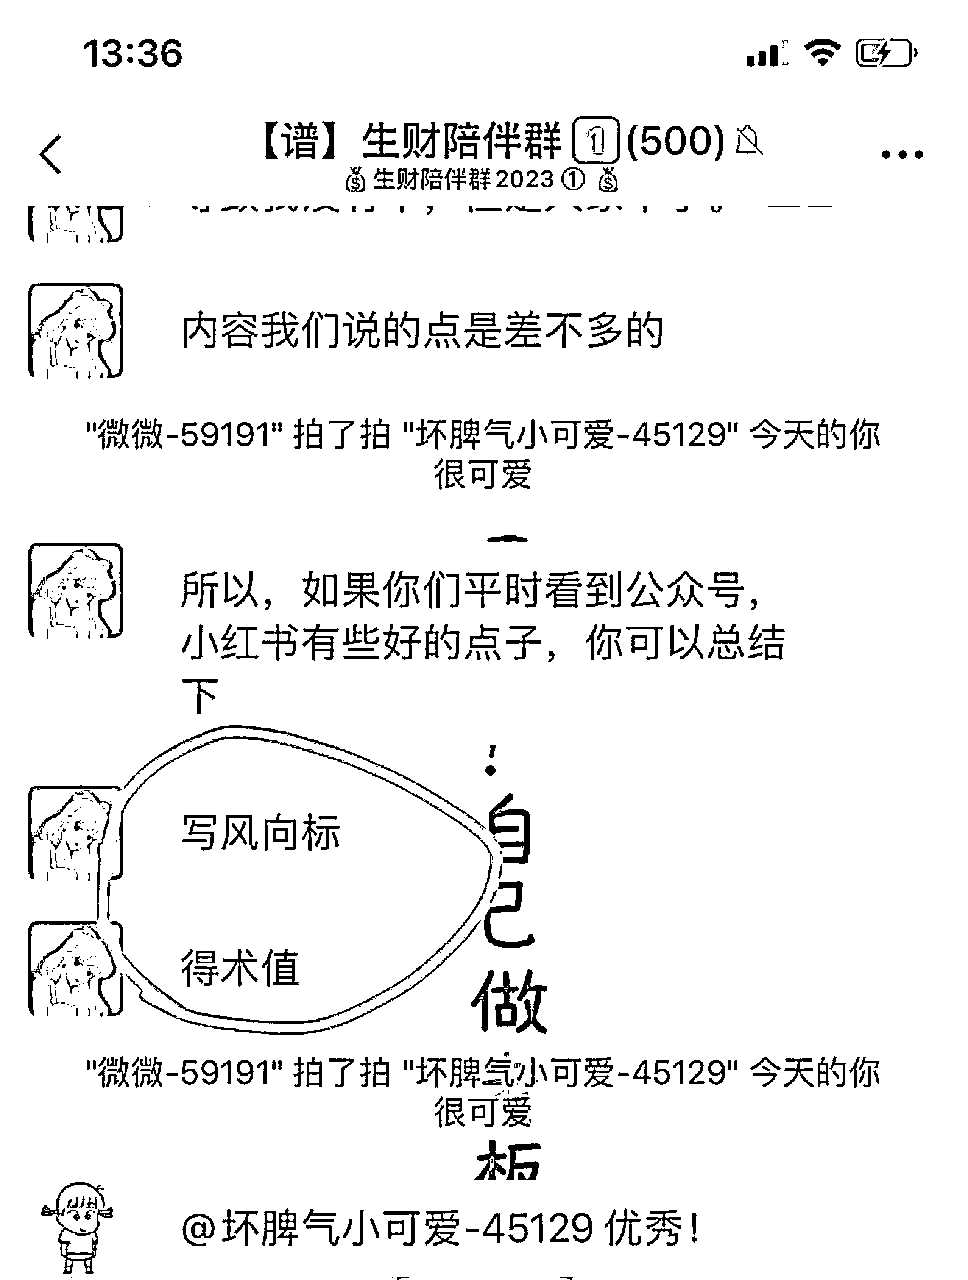 13:36
【谱】生财陪伴群1(500)
💰生财陪伴群2023 ①💰
内容我们说的点是差不多的
"微微-59191" 拍了拍 "坏脾气小可爱-45129" 今天的你
很可爱
所以，如果你们平时看到公众号，
小红书有些好的点子，你可以总结
下
写风向标
得术值
！
自
己
做
"微微-59191" 拍了拍 "坏脾气小可爱-45129" 今天的你
很可爱
@坏脾气小可爱-45129 优秀！